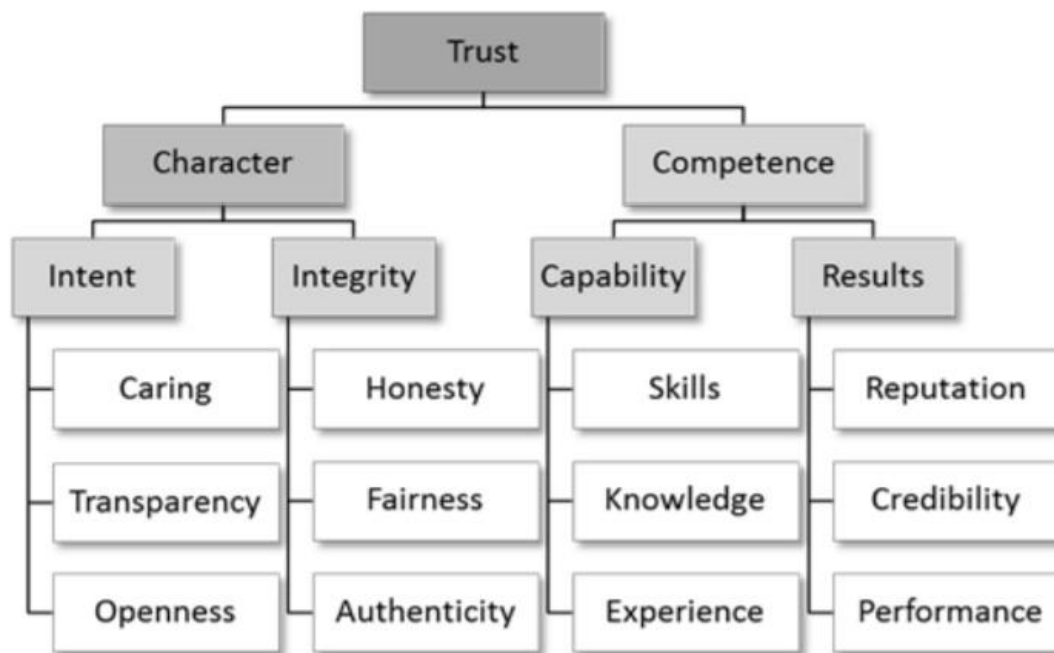 Trust
Character
Competence
Intent
Integrity
Capability
Results
Caring
Honesty
Skills
Reputation
Transparency
Fairness
Knowledge
Credibility
Openness
Authenticity
Experience
Performance